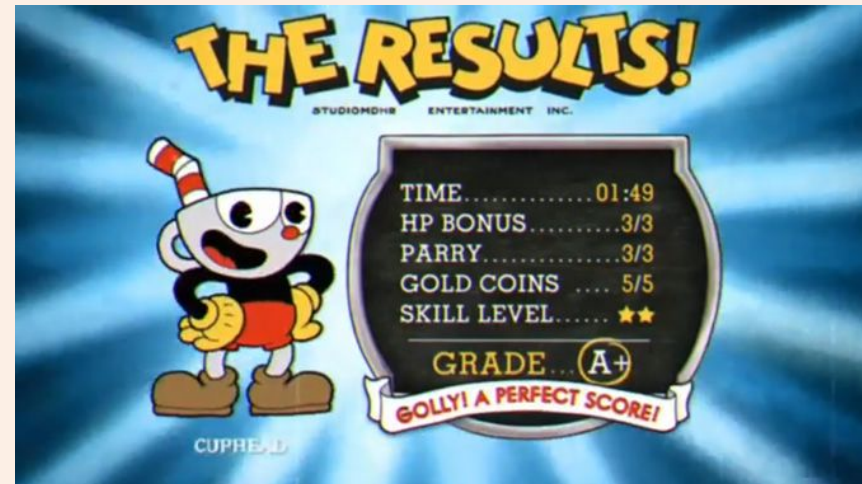 THE RESULTS!
STUDIOMDHR ENTERTAINMENT INC.
TIME..............01:49
HP BONUS..........3/3
PARRY...............3/3
GOLD COINS .... 5/5
SKILL LEVEL...... ★★
GRADE... A+
GOLLY! A PERFECT SCORE!
CUPHEAD